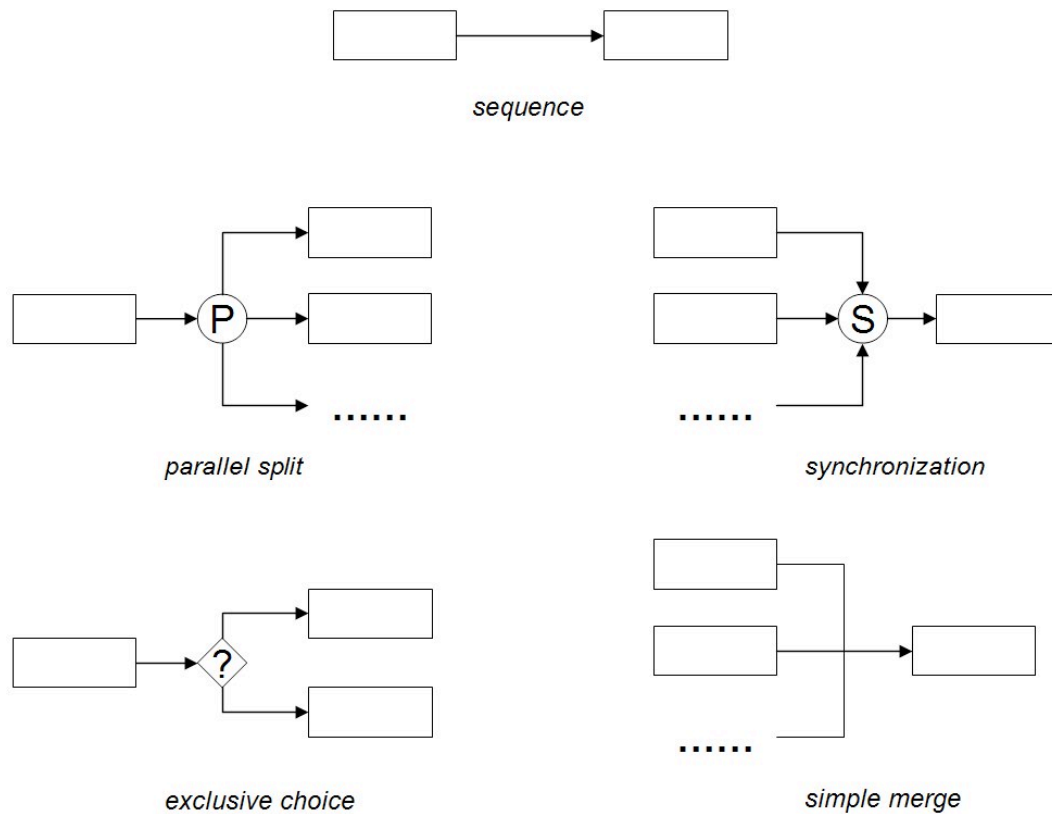 sequence
P
S
......
......
parallel split
synchronization
?
......
exclusive choice
simple merge